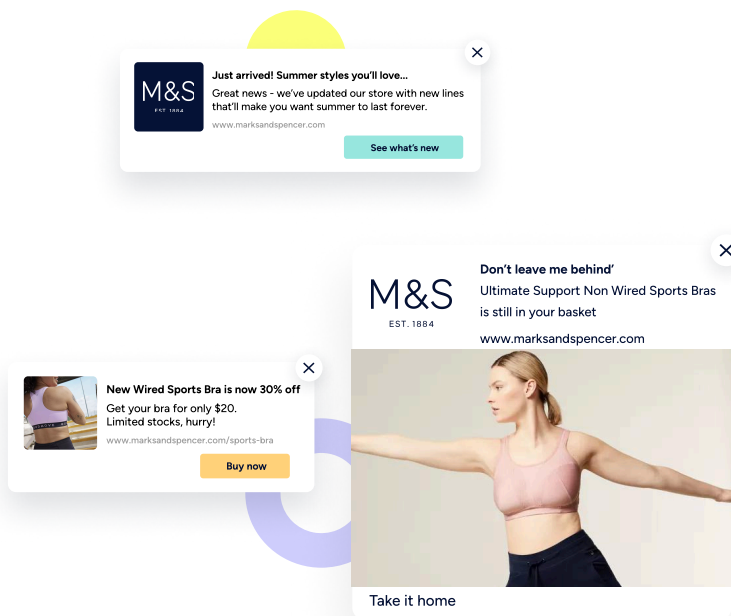 M&S
EST. 1884
Just arrived! Summer styles you'll love...
Great news - we've updated our store with new lines
that'll make you want summer to last forever.
www.marksandspencer.com
See what's new
M&S
EST. 1884
Don't leave me behind'
Ultimate Support Non Wired Sports Bras
is still in your basket
www.marksandspencer.com
Take it home
New Wired Sports Bra is now 30% off
Get your bra for only $20.
Limited stocks, hurry!
www.marksandspencer.com/sports-bra
Buy now